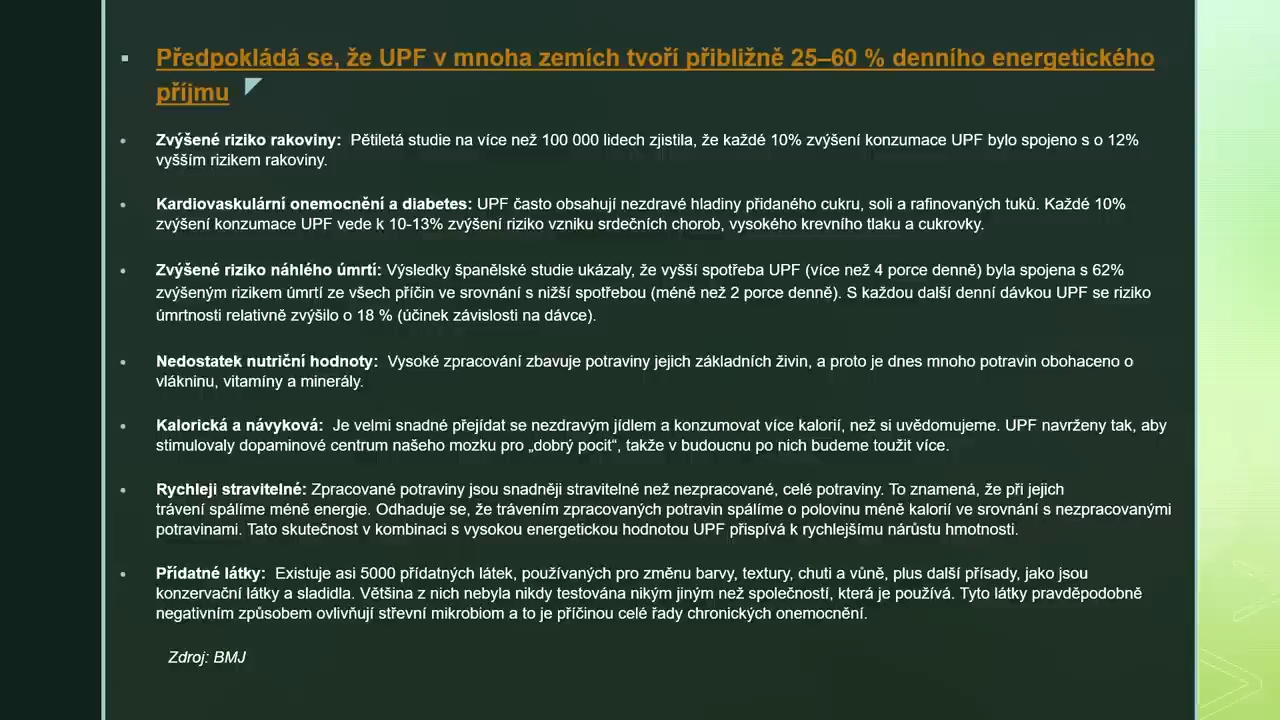 Předpokládá se, že UPF v mnoha zemích tvoří přibližně 25–60 % denního energetického
příjmu
Zvýšené riziko rakoviny: Pětiletá studie na více než 100 000 lidech zjistila, že každé 10% zvýšení konzumace UPF bylo spojeno s o 12%
vyšším rizikem rakoviny.
Kardiovaskulární onemocnění a diabetes: UPF často obsahují nezdravé hladiny přidaného cukru, soli a rafinovaných tuků. Každé 10%
zvýšení konzumace UPF vede k 10-13% zvýšení riziko vzniku srdečních chorob, vysokého krevního tlaku a cukrovky.
Zvýšené riziko náhlého úmrtí: Výsledky španělské studie ukázaly, že vyšší spotřeba UPF (více než 4 porce denně) byla spojena s 62%
zvýšeným rizikem úmrtí ze všech příčin ve srovnání s nižší spotřebou (méně než 2 porce denně). S každou další denní dávkou UPF se riziko
úmrtnosti relativně zvýšilo o 18 % (účinek závislosti na dávce).
Nedostatek nutriční hodnoty: Vysoké zpracování zbavuje potraviny jejich základních živin, a proto je dnes mnoho potravin obohaceno o
vlákninu, vitamíny a minerály.
Kalorická a návyková: Je velmi snadné přejídat se nezdravým jídlem a konzumovat více kalorií, než si uvědomujeme. UPF navrženy tak, aby
stimulovaly dopaminové centrum našeho mozku pro „dobrý pocit“, takže v budoucnu po nich budeme toužit více.
Rychleji stravitelné: Zpracované potraviny jsou snadněji stravitelné než nezpracované, celé potraviny. To znamená, že při jejich
trávení spálíme méně energie. Odhaduje se, že trávením zpracovaných potravin spálíme o polovinu méně kalorií ve srovnání s nezpracovanými
potravinami. Tato skutečnost v kombinaci s vysokou energetickou hodnotou UPF přispívá k rychlejšímu nárůstu hmotnosti.
Přídatné látky: Existuje asi 5000 přídatných látek, používaných pro změnu barvy, textury, chuti a vůně, plus další přísady, jako jsou
konzervační látky a sladidla. Většina z nich nebyla nikdy testována nikým jiným než společností, která je používá. Tyto látky pravděpodobně
negativním způsobem ovlivňují střevní mikrobiom a to je příčinou celé řady chronických onemocnění.
Zdroj: BMJ